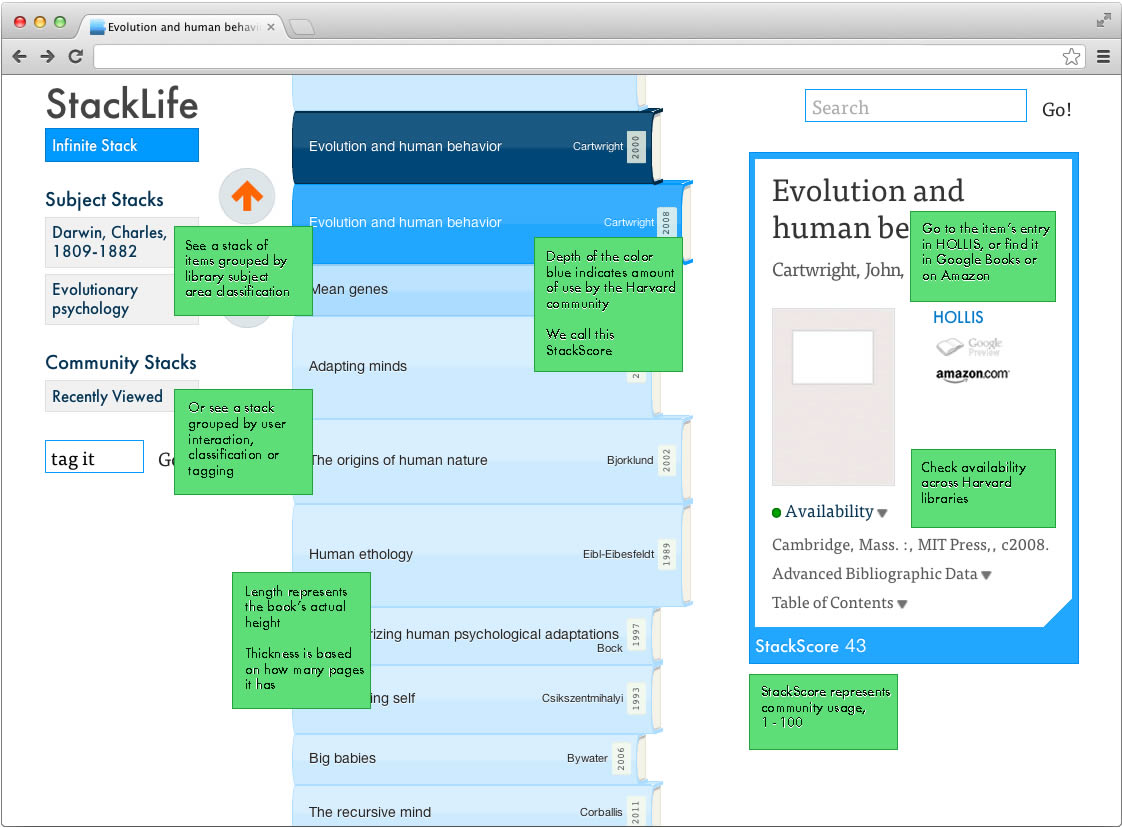 Evolution and human behavi
StackLife
Infinite Stack
Subject Stacks
Darwin, Charles,
1809-1882
Evolutionary
psychology
Community Stacks
Recently Viewed
tag it
See a stack of
items grouped by
library subject
area classification
Or see a stack
grouped by user
interaction,
classification or
tagging
Length represents
the book's actual
height
Thickness is based
on how many pages
it has
Evolution and human behavior Cartwright 2000
Evolution and human behavior Cartwright 2008
Mean genes
Adapting minds
The origins of human nature Bjorklund 2002
Human ethology Eibl-Eibesfeldt 1989
rizing human psychological adaptations 1997
Bock
ing self Csikszentmihalyi 1993
Big babies Bywater 2006
The recursive mind Corballis 2011
Depth of the color
blue indicates amount
of use by the Harvard
community
We call this
StackScore
Search Go!
Evolution and
human be
Cartwright, John,
Go to the item's entry
in HOLLIS, or find it
in Google Books or
on Amazon
HOLLIS
Google
Preview
amazon.com
Check availability
across Harvard
libraries
Availability
Cambridge, Mass. :, MIT Press,, c2008.
Advanced Bibliographic Data
Table of Contents
StackScore 43
StackScore represents
community usage,
1 - 100